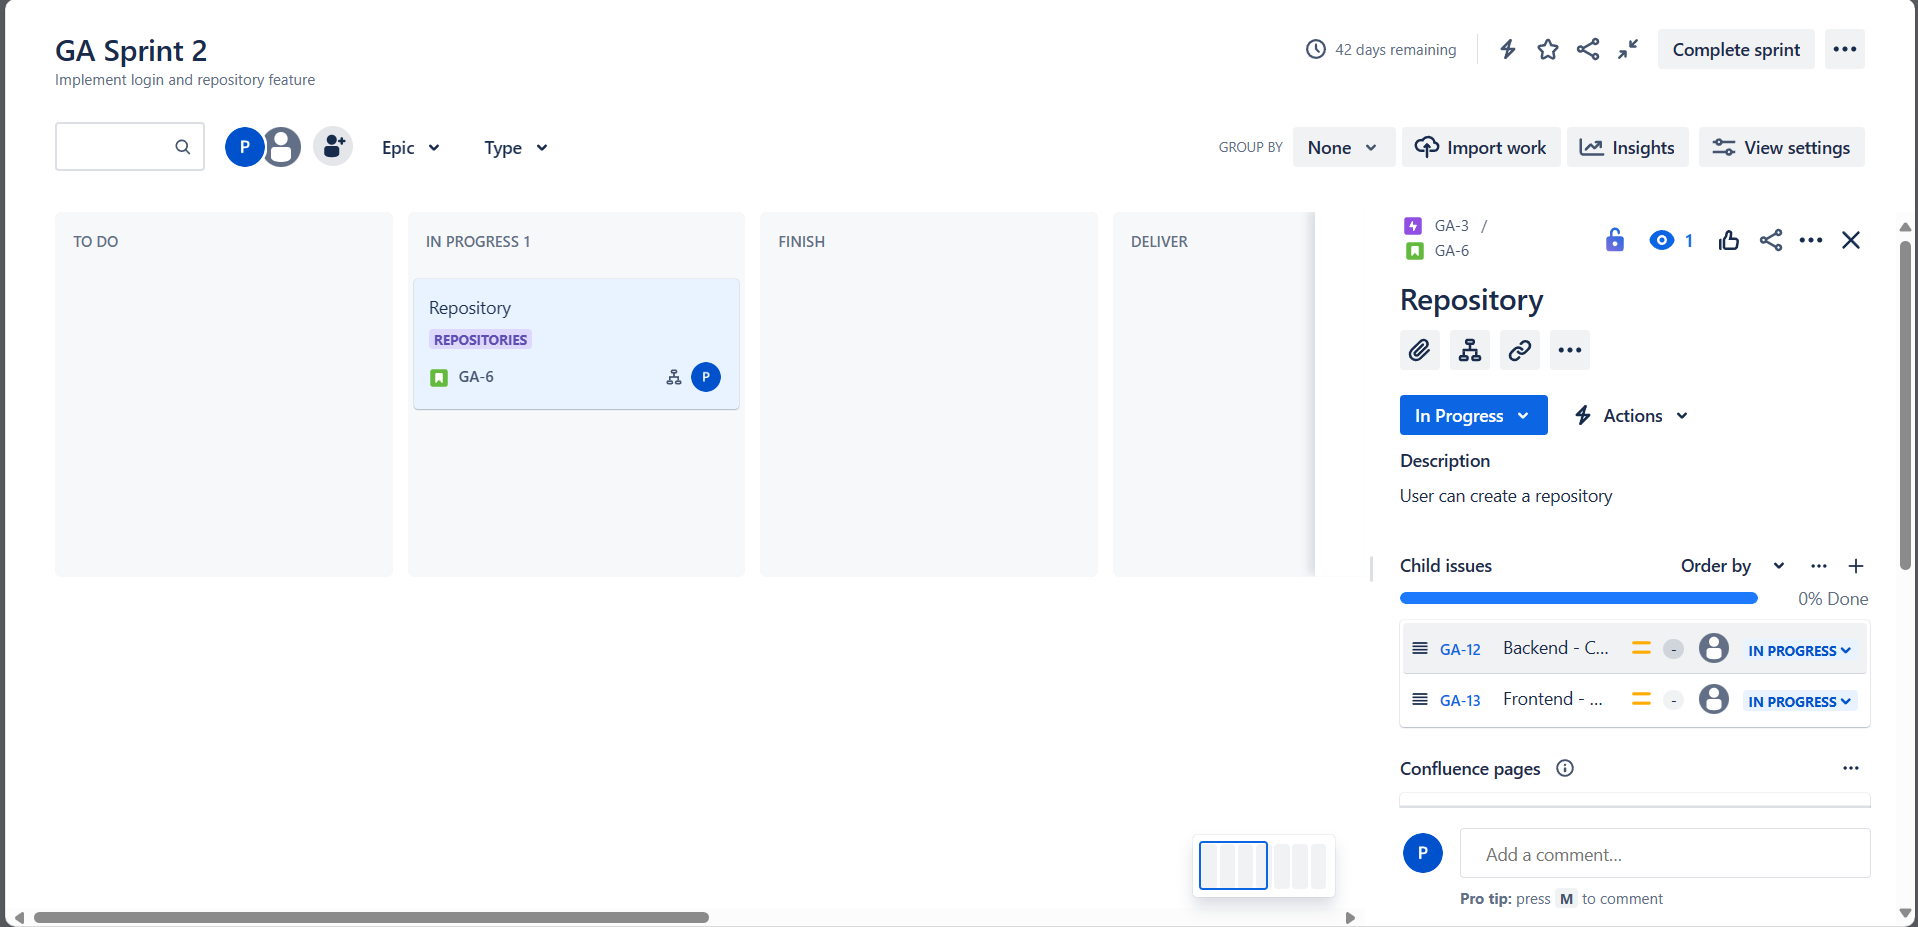 GA Sprint 2
Implement login and repository feature
42 days remaining
Complete sprint
P
Epic
Type
GROUP BY
None
Import work
Insights
View settings
TO DO
IN PROGRESS 1
FINISH
DELIVER
Repository
REPOSITORIES
GA-6
P
GA-3 /
GA-6
1
Repository
In Progress
Actions
Description
User can create a repository
Child issues
Order by
0% Done
GA-12 Backend - C... - IN PROGRESS
GA-13 Frontend - ... - IN PROGRESS
Confluence pages
P
Add a comment...
Pro tip: press M to comment